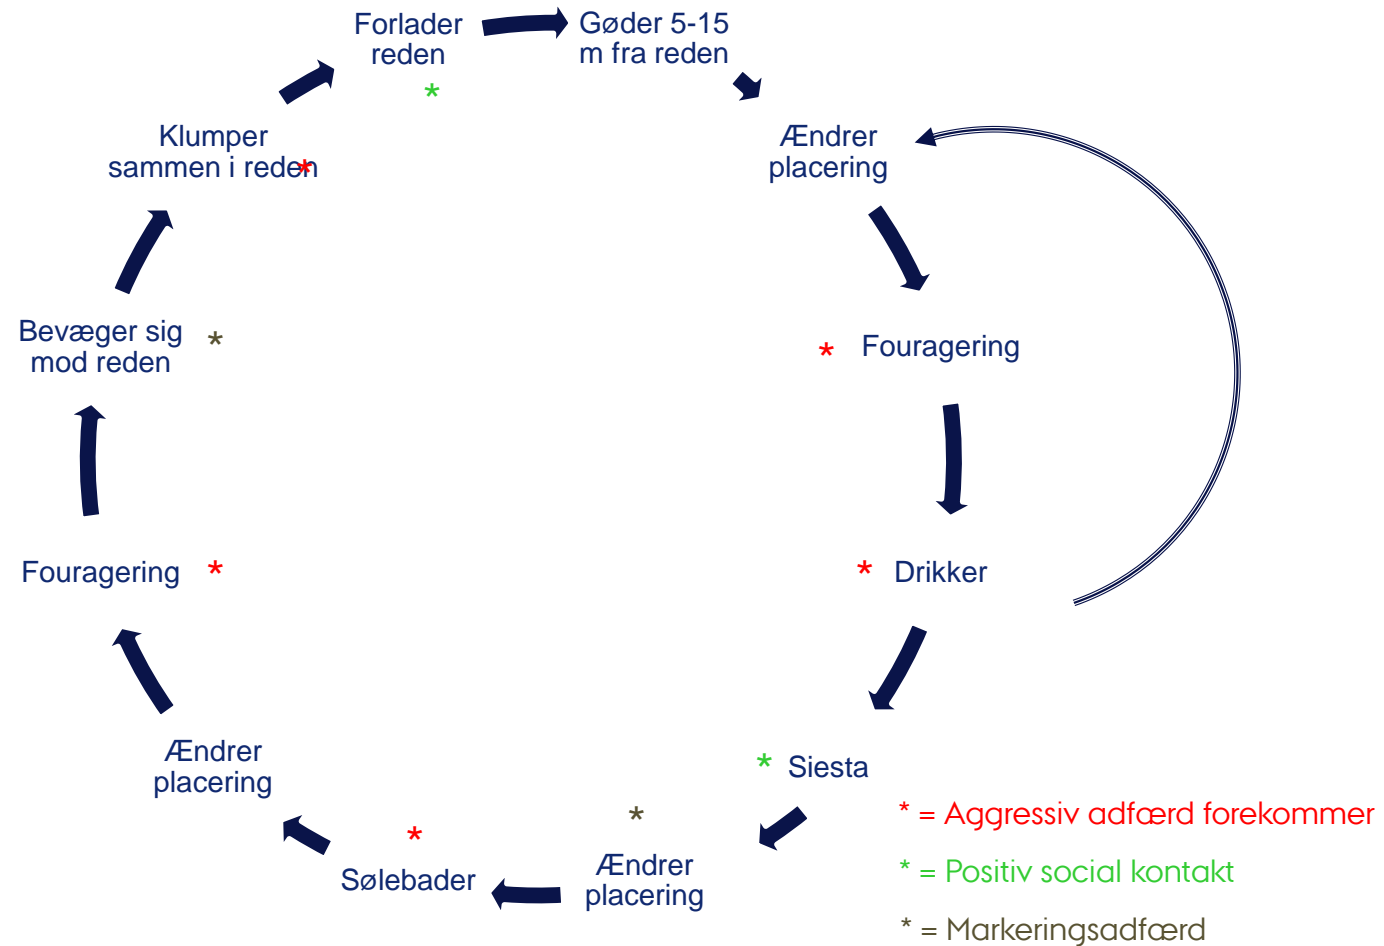 Forlader
reden
*
Gøder 5-15
m fra reden
Ændrer
placering
* Fouragering
* Drikker
* Siesta
*
Ændrer
placering
*
Sølebader
Ændrer
placering
Fouragering *
Bevæger sig *
mod reden
Klumper
sammen i reden *
* = Aggressiv adfærd forekommer
* = Positiv social kontakt
* = Markeringsadfærd